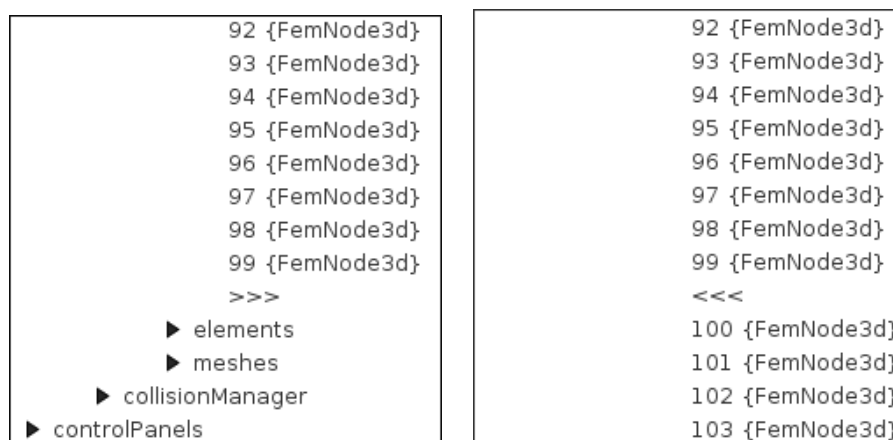 92 {FemNode3d}
93 {FemNode3d}
94 {FemNode3d}
95 {FemNode3d}
96 {FemNode3d}
97 {FemNode3d}
98 {FemNode3d}
99 {FemNode3d}
>>>
elements
meshes
collisionManager
controlPanels
92 {FemNode3d}
93 {FemNode3d}
94 {FemNode3d}
95 {FemNode3d}
96 {FemNode3d}
97 {FemNode3d}
98 {FemNode3d}
99 {FemNode3d}
<<<
100 {FemNode3d}
101 {FemNode3d}
102 {FemNode3d}
103 {FemNode3d}